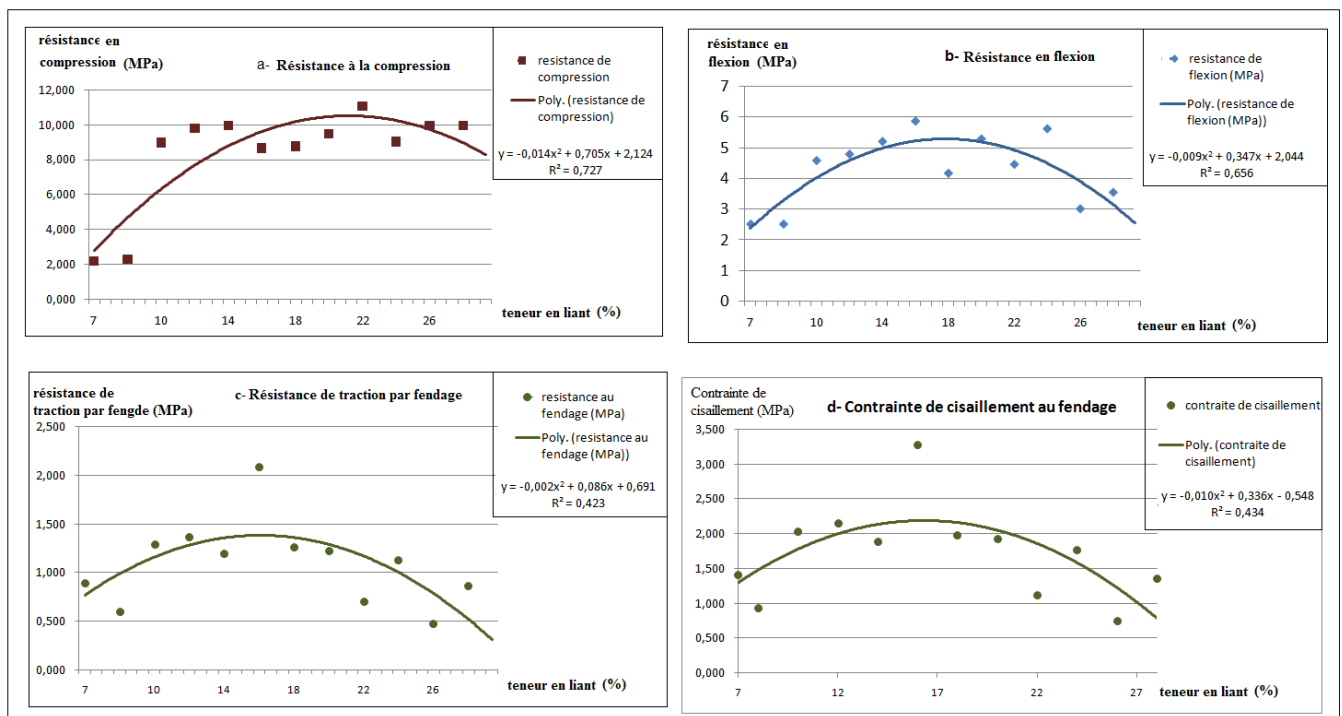 résistance en
compression (MPa)
a- Résistance à la compression
12,000
10,000
8,000
6,000
4,000
2,000
0,000
7
10
14
18
22
26
teneur en liant (%)
resistance de
compression
Poly. (resistance de
compression)
y = -0,014x² + 0,705x + 2,124
R² = 0,727
résistance en
flexion (MPa)
b- Résistance en flexion
7
6
5
4
3
2
1
0
7
10
14
18
22
26
teneur en liant (%)
resistance de
flexion (MPa)
Poly. (resistance de
flexion (MPa))
y = -0,009x² + 0,347x + 2,044
R² = 0,656
résistance de
traction par fengde (MPa)
c- Résistance de traction par fendage
2,500
2,000
1,500
1,000
0,500
0,000
7
10
14
18
22
26
teneur en liant (%)
resistance au
fendage (MPa)
Poly. (resistance au
fendage (MPa))
y = -0,002x² + 0,086x + 0,691
R² = 0,423
Contrainte de
cisaillement (MPa)
d- Contrainte de cisaillement au fendage
3,500
3,000
2,500
2,000
1,500
1,000
0,500
0,000
7
12
17
22
27
teneur en liant (%)
contraite de cisaillement
Poly. (contraite de
cisaillement)
y = -0,010x² + 0,336x - 0,548
R² = 0,434